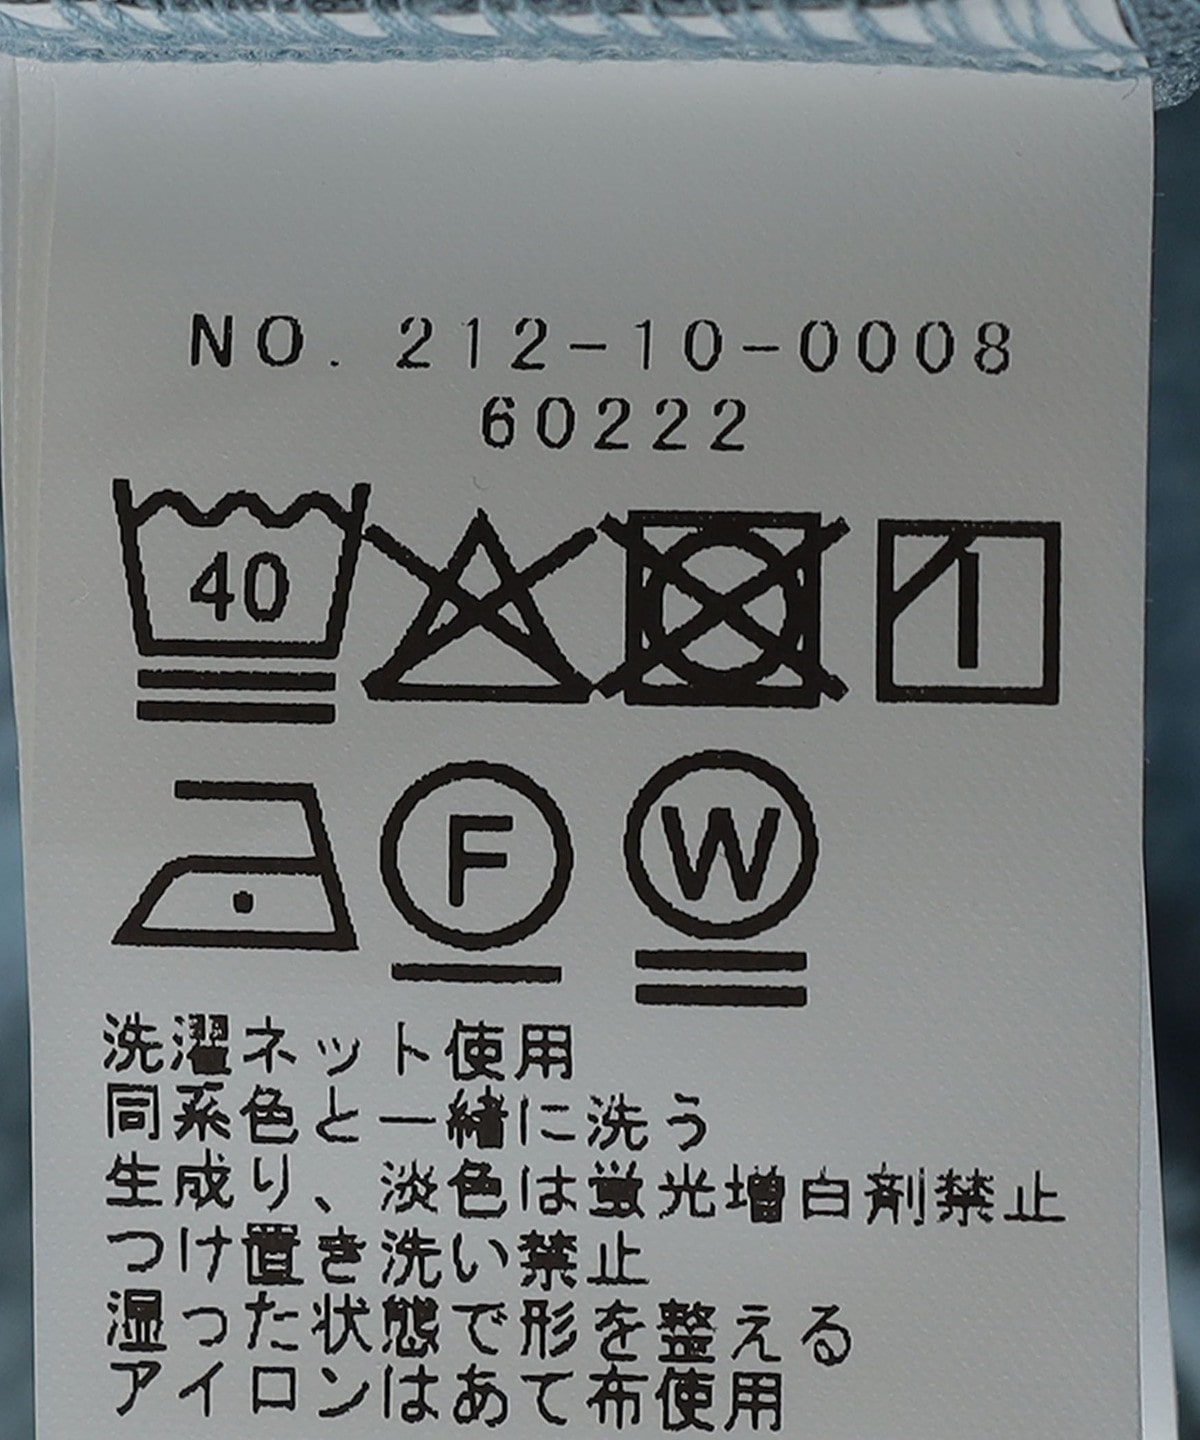 NO. 212-10-0008
60222
40
1
F W
洗濯ネット使用
同系色と一緒に洗う
生成り、淡色は蛍光増白剤禁止
つけ置き洗い禁止
湿った状態で形を整える
アイロンはあて布使用